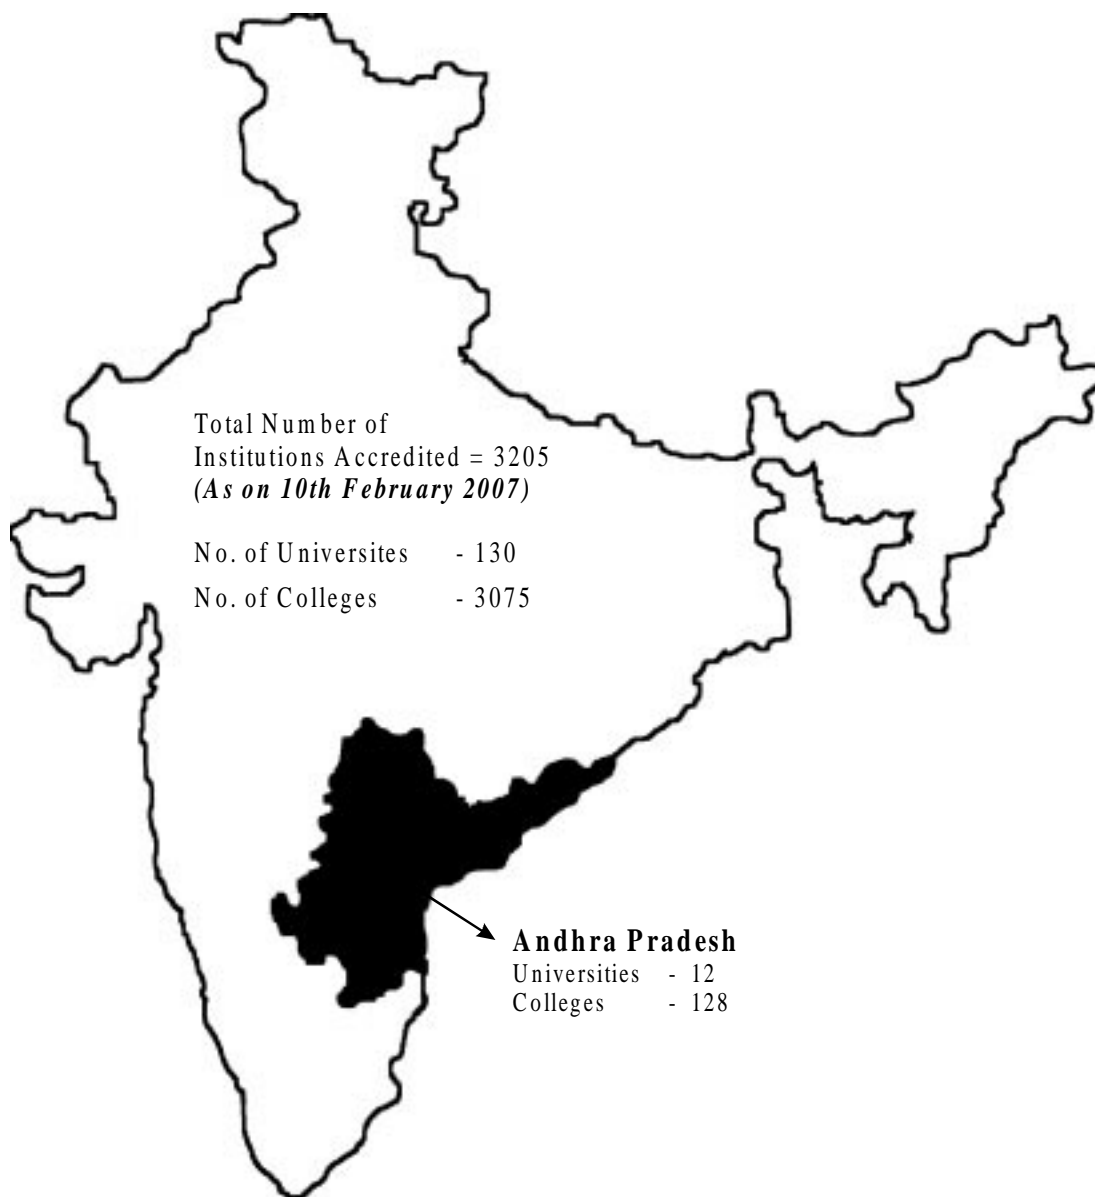 Total Number of
Institutions Accredited = 3205
(As on 10th February 2007)
No. of Universites - 130
No. of Colleges - 3075
Andhra Pradesh
Universities - 12
Colleges - 128